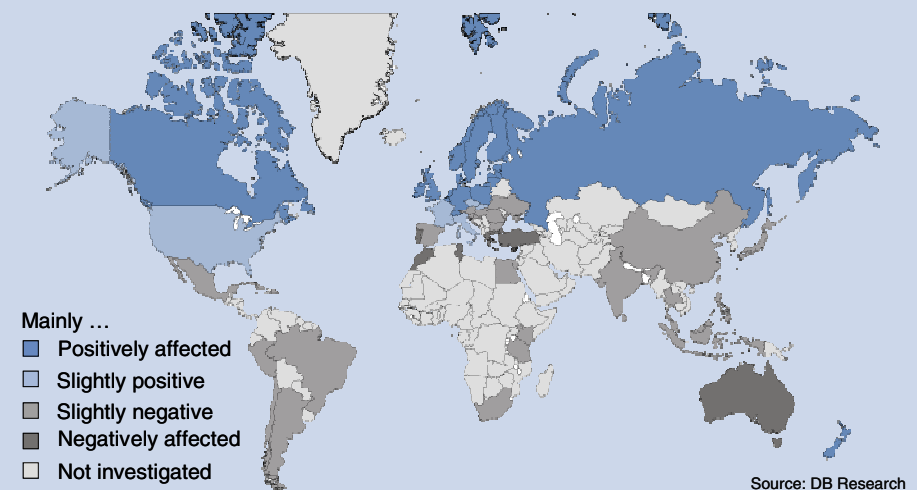 Mainly ...
Positively affected
Slightly positive
Slightly negative
Negatively affected
Not investigated
Source: DB Research